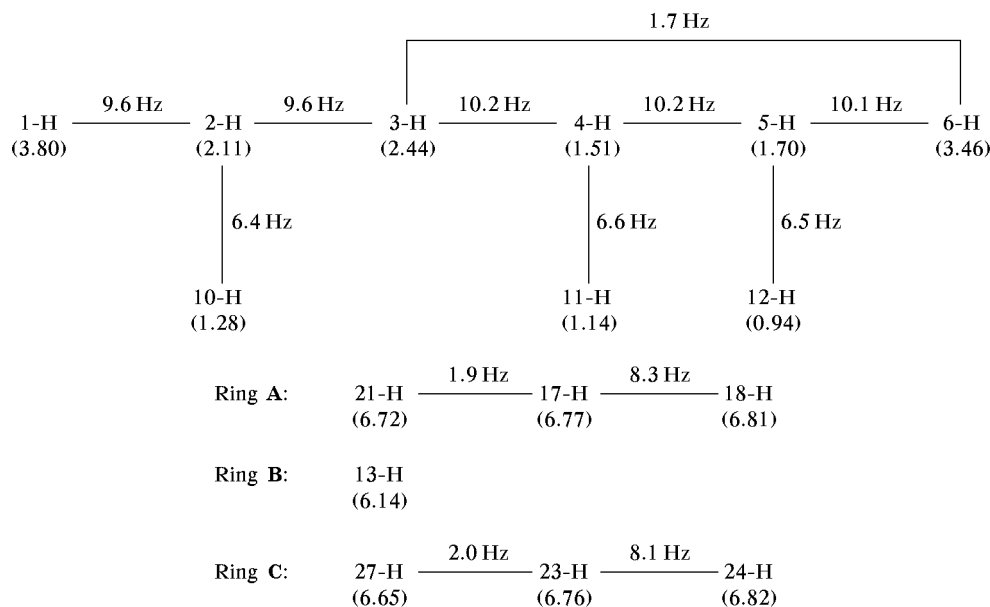 1.7 Hz
9.6 Hz 9.6 Hz 10.2 Hz 10.2 Hz 10.1 Hz
1-H 2-H 3-H 4-H 5-H 6-H
(3.80) (2.11) (2.44) (1.51) (1.70) (3.46)
6.4 Hz 6.6 Hz 6.5 Hz
10-H 11-H 12-H
(1.28) (1.14) (0.94)
1.9 Hz 8.3 Hz
Ring A: 21-H 17-H 18-H
(6.72) (6.77) (6.81)
Ring B: 13-H
(6.14)
2.0 Hz 8.1 Hz
Ring C: 27-H 23-H 24-H
(6.65) (6.76) (6.82)